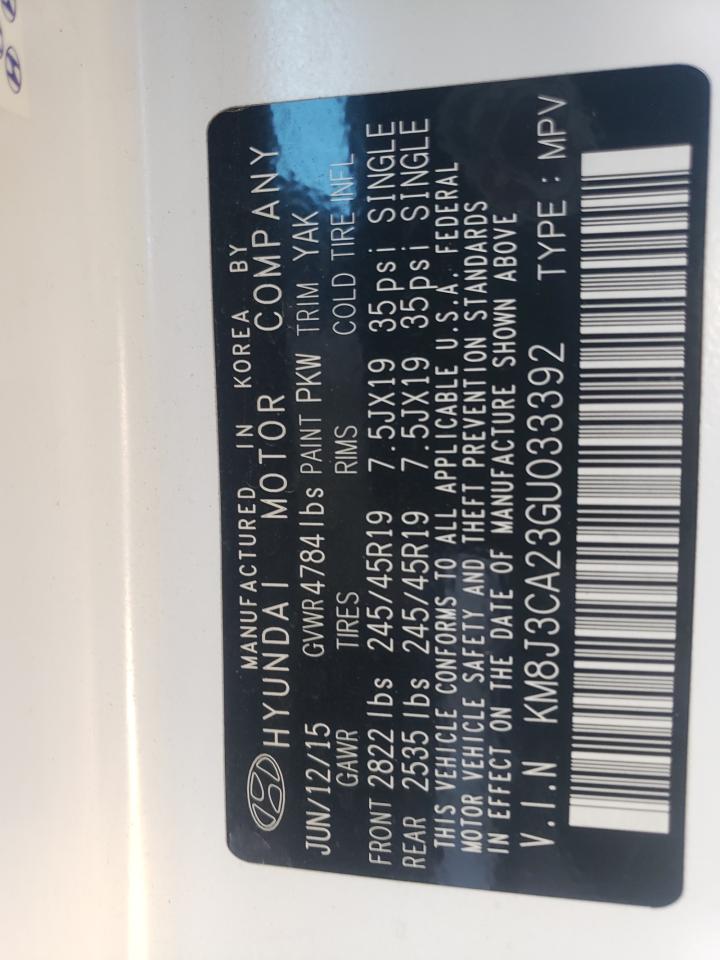 MANUFACTURED IN KOREA BY
HYUNDAI MOTOR COMPANY
JUN/12/15 GVWR 4784 lbs PAINT PKW TRIM YAK
GAWR TIRES RIMS COLD TIRE INFL
FRONT 2822 lbs 245/45R19 7.5JX19 35psi SINGLE
REAR 2535 lbs 245/45R19 7.5JX19 35psi SINGLE
THIS VEHICLE CONFORMS TO ALL APPLICABLE U.S.A. FEDERAL
MOTOR VEHICLE SAFETY AND THEFT PREVENTION STANDARDS
IN EFFECT ON THE DATE OF MANUFACTURE SHOWN ABOVE
V.I.N KM8J3CA23GU033392 TYPE : MPV